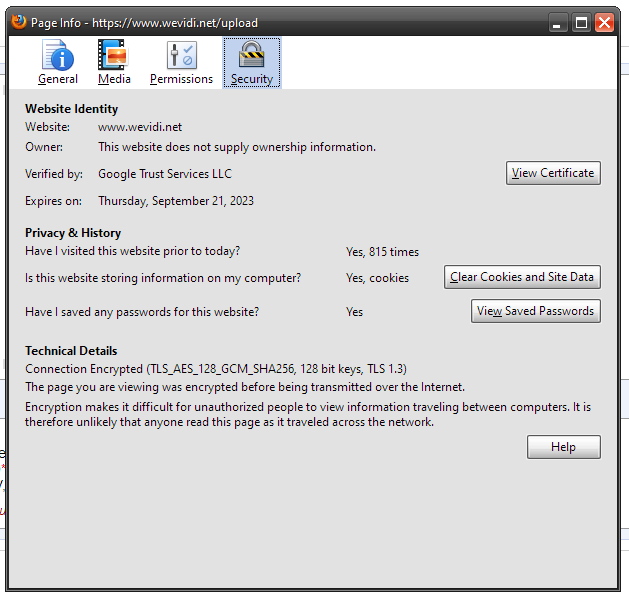 Page Info - https://www.wevidi.net/upload
General Media Permissions Security
Website Identity
Website: www.wevidi.net
Owner: This website does not supply ownership information.
Verified by: Google Trust Services LLC View Certificate
Expires on: Thursday, September 21, 2023
Privacy & History
Have I visited this website prior to today? Yes, 815 times
Is this website storing information on my computer? Yes, cookies Clear Cookies and Site Data
Have I saved any passwords for this website? Yes View Saved Passwords
Technical Details
Connection Encrypted (TLS_AES_128_GCM_SHA256, 128 bit keys, TLS 1.3)
The page you are viewing was encrypted before being transmitted over the Internet.
Encryption makes it difficult for unauthorized people to view information traveling between computers. It is
therefore unlikely that anyone read this page as it traveled across the network.
Help